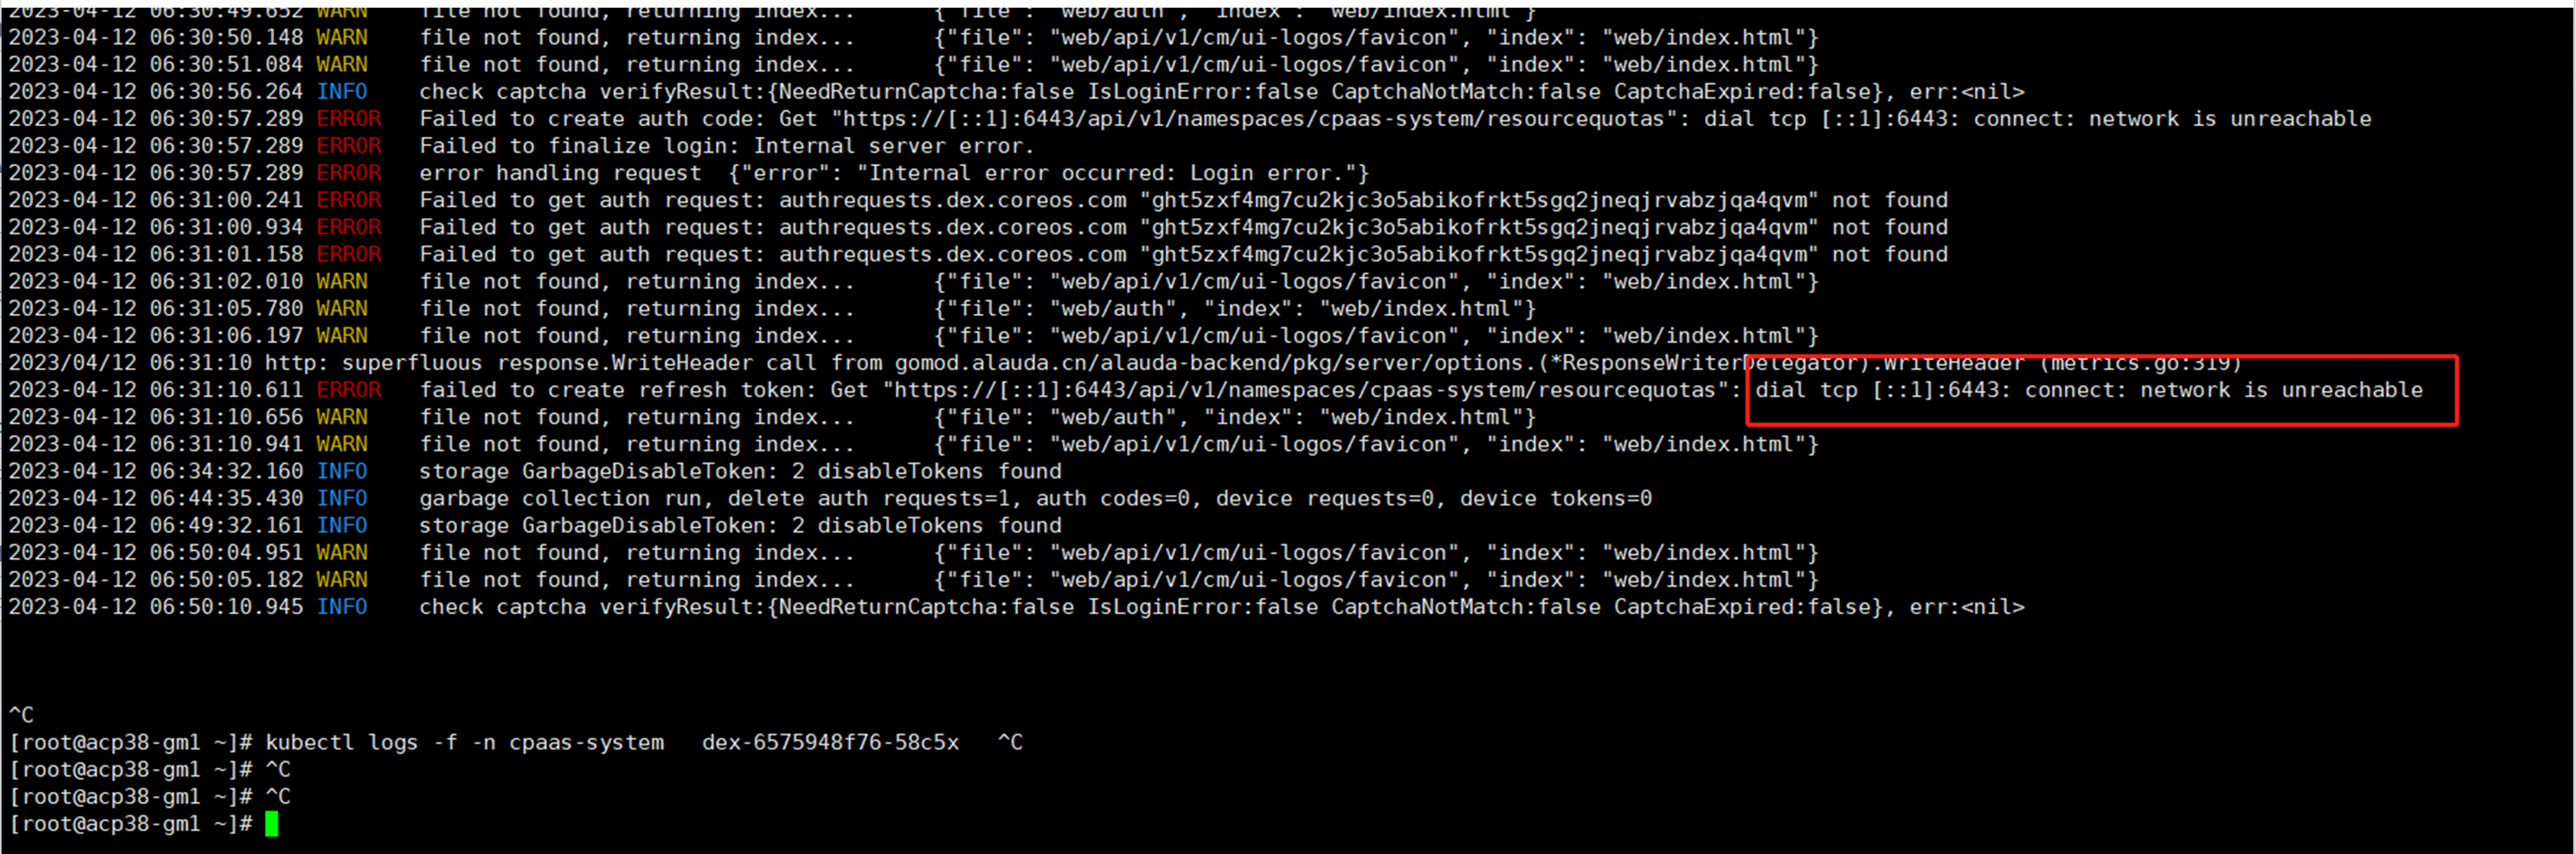 2023-04-12 06:30:49.652 WARN file not found, returning index... {"file": "web/auth", "index": "web/index.html"}
2023-04-12 06:30:50.148 WARN file not found, returning index... {"file": "web/api/v1/cm/ui-logos/favicon", "index": "web/index.html"}
2023-04-12 06:30:51.084 WARN file not found, returning index... {"file": "web/api/v1/cm/ui-logos/favicon", "index": "web/index.html"}
2023-04-12 06:30:56.264 INFO check captcha verifyResult:{NeedReturnCaptcha:false IsLoginError:false CaptchaNotMatch:false CaptchaExpired:false}, err:<nil>
2023-04-12 06:30:57.289 ERROR Failed to create auth code: Get "https://[::1]:6443/api/v1/namespaces/cpaas-system/resourcequotas": dial tcp [::1]:6443: connect: network is unreachable
2023-04-12 06:30:57.289 ERROR Failed to finalize login: Internal server error.
2023-04-12 06:30:57.289 ERROR error handling request {"error": "Internal error occurred: Login error."}
2023-04-12 06:31:00.241 ERROR Failed to get auth request: authrequests.dex.coreos.com "ght5zxf4mg7cu2kjc3o5abikofrkt5sgq2jneqjrvabzjqa4qvm" not found
2023-04-12 06:31:00.934 ERROR Failed to get auth request: authrequests.dex.coreos.com "ght5zxf4mg7cu2kjc3o5abikofrkt5sgq2jneqjrvabzjqa4qvm" not found
2023-04-12 06:31:01.158 ERROR Failed to get auth request: authrequests.dex.coreos.com "ght5zxf4mg7cu2kjc3o5abikofrkt5sgq2jneqjrvabzjqa4qvm" not found
2023-04-12 06:31:02.010 WARN file not found, returning index... {"file": "web/api/v1/cm/ui-logos/favicon", "index": "web/index.html"}
2023-04-12 06:31:05.780 WARN file not found, returning index... {"file": "web/auth", "index": "web/index.html"}
2023-04-12 06:31:06.197 WARN file not found, returning index... {"file": "web/api/v1/cm/ui-logos/favicon", "index": "web/index.html"}
2023/04/12 06:31:10 http: superfluous response.WriteHeader call from gomod.alauda.cn/alauda-backend/pkg/server/options.(*ResponseWriterDelegator).WriteHeader (metrics.go:319)
2023-04-12 06:31:10.611 ERROR failed to create refresh token: Get "https://[::1]:6443/api/v1/namespaces/cpaas-system/resourcequotas": dial tcp [::1]:6443: connect: network is unreachable
2023-04-12 06:31:10.656 WARN file not found, returning index... {"file": "web/auth", "index": "web/index.html"}
2023-04-12 06:31:10.941 WARN file not found, returning index... {"file": "web/api/v1/cm/ui-logos/favicon", "index": "web/index.html"}
2023-04-12 06:34:32.160 INFO storage GarbageDisableToken: 2 disableTokens found
2023-04-12 06:44:35.430 INFO garbage collection run, delete auth requests=1, auth codes=0, device requests=0, device tokens=0
2023-04-12 06:49:32.161 INFO storage GarbageDisableToken: 2 disableTokens found
2023-04-12 06:50:04.951 WARN file not found, returning index... {"file": "web/api/v1/cm/ui-logos/favicon", "index": "web/index.html"}
2023-04-12 06:50:05.182 WARN file not found, returning index... {"file": "web/api/v1/cm/ui-logos/favicon", "index": "web/index.html"}
2023-04-12 06:50:10.945 INFO check captcha verifyResult:{NeedReturnCaptcha:false IsLoginError:false CaptchaNotMatch:false CaptchaExpired:false}, err:<nil>
^C
[root@acp38-gm1 ~]# kubectl logs -f -n cpaas-system dex-6575948f76-58c5x ^C
[root@acp38-gm1 ~]# ^C
[root@acp38-gm1 ~]# ^C
[root@acp38-gm1 ~]#